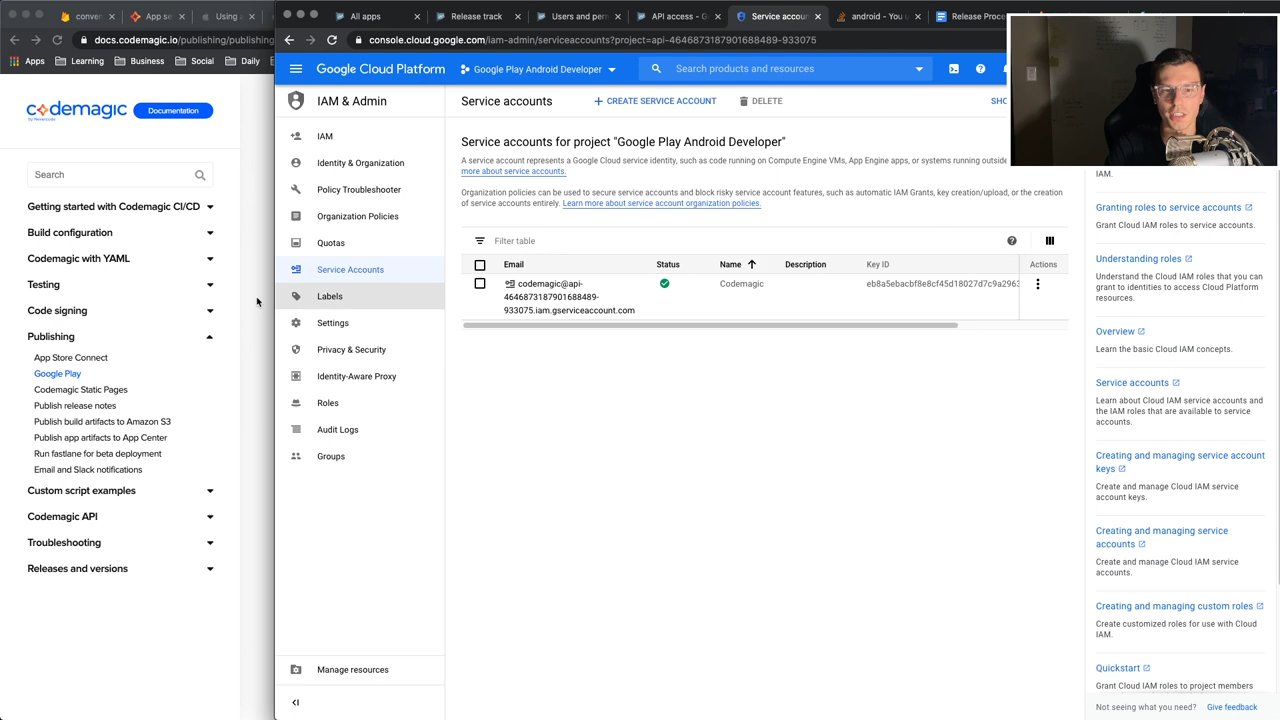 conver
App se
Using a
docs.codemagic.io/publishing/publishing
Apps
Learning
Business
Social
Daily
codemagic
Documentation
Search
Getting started with Codemagic CI/CD
Build configuration
Codemagic with YAML
Testing
Code signing
Publishing
App Store Connect
Google Play
Codemagic Static Pages
Publish release notes
Publish build artifacts to Amazon S3
Publish app artifacts to App Center
Run fastlane for beta deployment
Email and Slack notifications
Custom script examples
Codemagic API
Troubleshooting
Releases and versions
All apps
Release track
Users and per
API access - G
Service accoun
android - You u
Release Proce
console.cloud.google.com/iam-admin/serviceaccounts?project=api-4646873187901688489-933075
Google Cloud Platform
Google Play Android Developer
Search products and resources
IAM & Admin
IAM
Identity & Organization
Policy Troubleshooter
Organization Policies
Quotas
Service Accounts
Labels
Settings
Privacy & Security
Identity-Aware Proxy
Roles
Audit Logs
Groups
Manage resources
Service accounts
CREATE SERVICE ACCOUNT
DELETE
SHO
Service accounts for project "Google Play Android Developer"
A service account represents a Google Cloud service identity, such as code running on Compute Engine VMs, App Engine apps, or systems running outside
more about service accounts.
Organization policies can be used to secure service accounts and block risky service account features, such as automatic IAM Grants, key creation/upload, or the creation
of service accounts entirely. Learn more about service account organization policies.
Filter table
Email
Status
Name
Description
Key ID
Actions
codemagic@api-
4646873187901688489-
933075.iam.gserviceaccount.com
Codemagic
eb8a5ebacbf8e8cf45d18027d7c9a2963
IAM.
Granting roles to service accounts
Grant Cloud IAM roles to service accounts.
Understanding roles
Understand the Cloud IAM roles that you can
grant to identities to access Cloud Platform
resources.
Overview
Learn the basic Cloud IAM concepts.
Service accounts
Learn about Cloud IAM service accounts and
the IAM roles that are available to service
accounts.
Creating and managing service account
keys
Create and manage Cloud IAM service
account keys.
Creating and managing service
accounts
Create and manage Cloud IAM service
accounts.
Creating and managing custom roles
Create customized roles for use with Cloud
IAM.
Quickstart
Grant Cloud IAM roles to project members
Not seeing what you need?
Give feedback